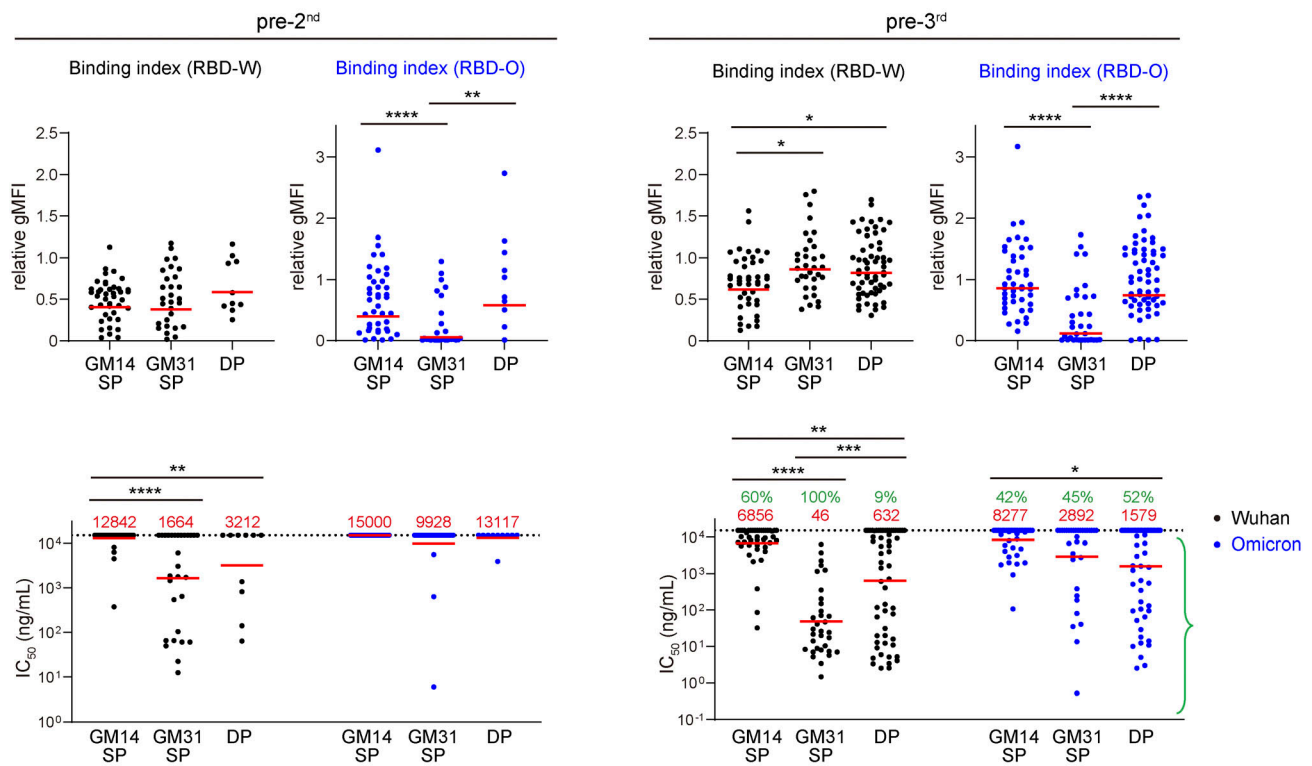 pre-2nd
pre-3rd
Binding index (RBD-W)
Binding index (RBD-O)
Binding index (RBD-W)
Binding index (RBD-O)
relative gMFI
2.5
2.0
1.5
1.0
0.5
0
GM14 SP
GM31 SP
DP
relative gMFI
**
****
3
2
1
0
GM14 SP
GM31 SP
DP
relative gMFI
*
*
2.5
2.0
1.5
1.0
0.5
0
GM14 SP
GM31 SP
DP
relative gMFI
****
****
3
2
1
0
GM14 SP
GM31 SP
DP
IC50 (ng/mL)
**
****
12842 1664 3212 15000 9928 13117
10^4
10^3
10^2
10^1
10^0
GM14 SP
GM31 SP
DP
GM14 SP
GM31 SP
DP
IC50 (ng/mL)
**
***
****
*
60% 100% 9% 42% 45% 52%
6856 46 632 8277 2892 1579
10^4
10^3
10^2
10^1
10^0
10^-1
GM14 SP
GM31 SP
DP
GM14 SP
GM31 SP
DP
Wuhan
Omicron